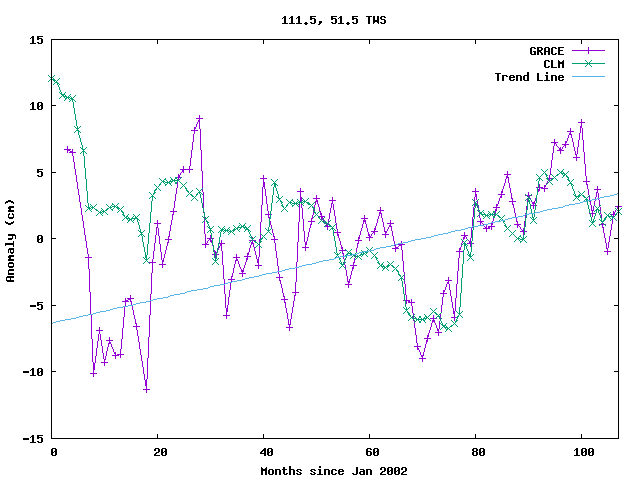 111.5, 51.5 TWS
GRACE
CLM
Trend Line
Anomaly (cm)
15
10
5
0
-5
-10
-15
0 20 40 60 80 100
Months since Jan 2002